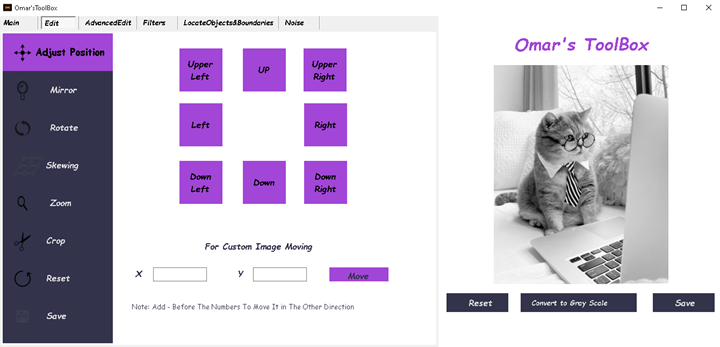 Omar'sToolBox
Main Edit AdvancedEdit Filters LocateObjects&Boundaries Noise
Adjust Position
Mirror
Rotate
Skewing
Zoom
Crop
Reset
Save
Upper
Left
UP
Upper
Right
Left
Right
Down
Left
Down
Down
Right
For Custom Image Moving
X Y Move
Note: Add - Before The Numbers To Move It in The Other Direction
Omar's ToolBox
Reset Convert to Gray Scale Save